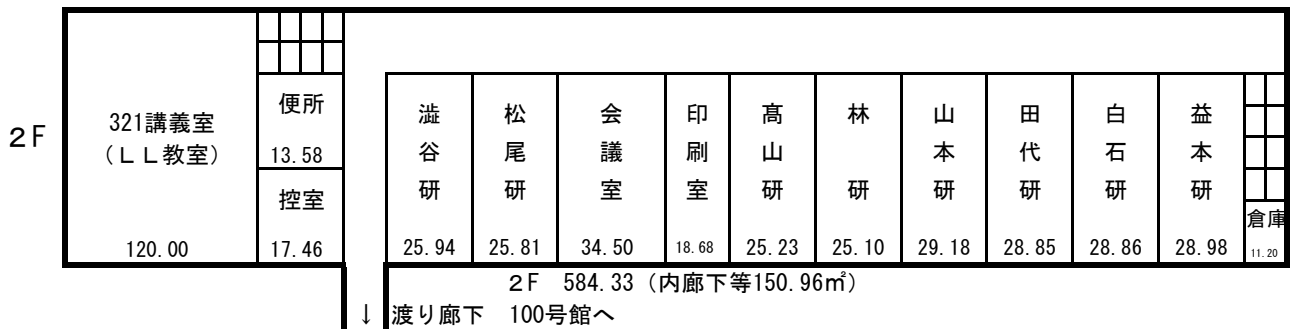 2F
321講義室
(LL教室)
120.00
便所
13.58
控室
17.46
澁谷研
25.94
松尾研
25.81
会議室
34.50
印刷室
18.68
髙山研
25.23
林研
25.10
山本研
29.18
田代研
28.85
白石研
28.86
益本研
28.98
倉庫
11.20
2F 584.33(内廊下等150.96㎡)
↓ 渡り廊下 100号館へ